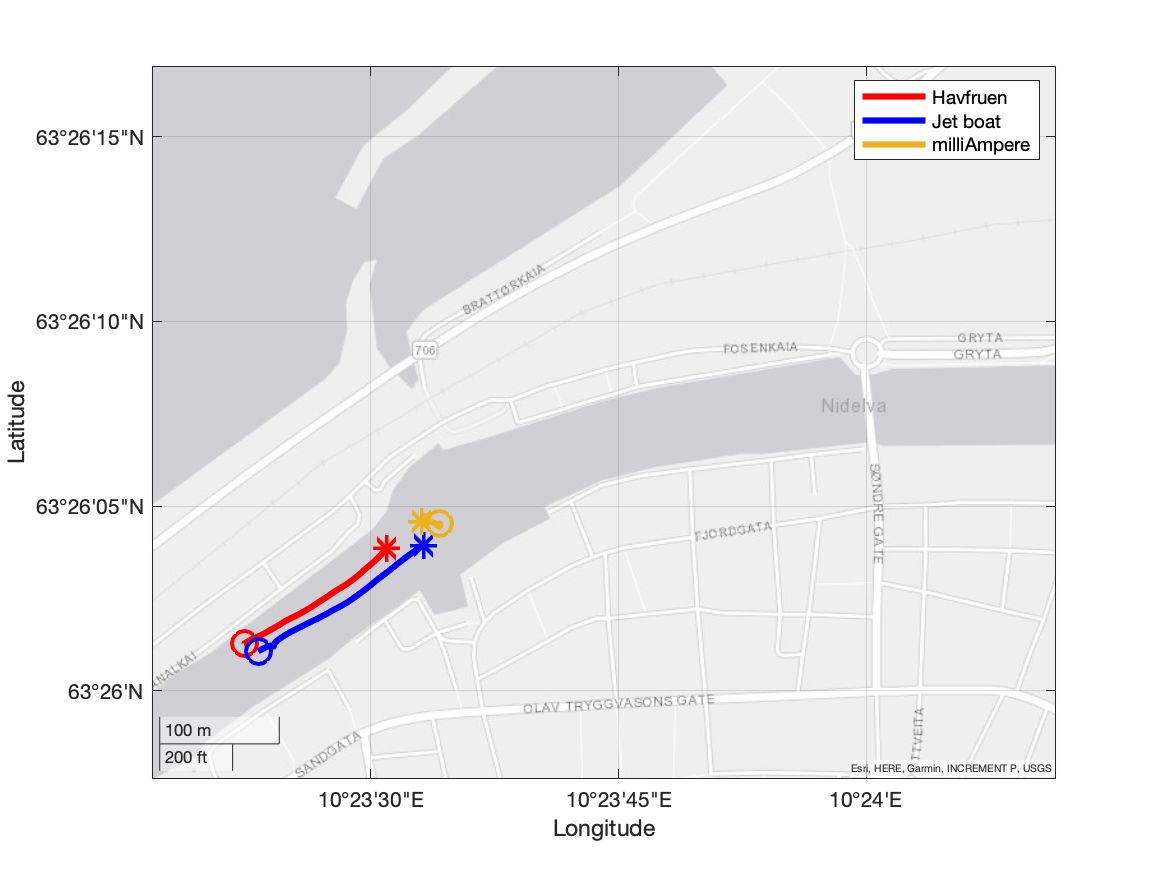 Havfruen
Jet boat
milliAmpere
63°26'15"N
63°26'10"N
63°26'05"N
63°26'N
Latitude
BRATTØRKAIA
706
FOSENKAIA
GRYTA
GRYTA
Nidelva
SØNDRE GATE
FJORDGATA
NALKAI
OLAV TRYGGVASONS GATE
SANDGATA
TTVEITA
100 m
200 ft
Esri, HERE, Garmin, INCREMENT P, USGS
10°23'30"E
10°23'45"E
10°24'E
Longitude